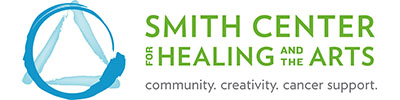 SMITH CENTER
FOR HEALING AND THE ARTS
community. creativity. cancer support.